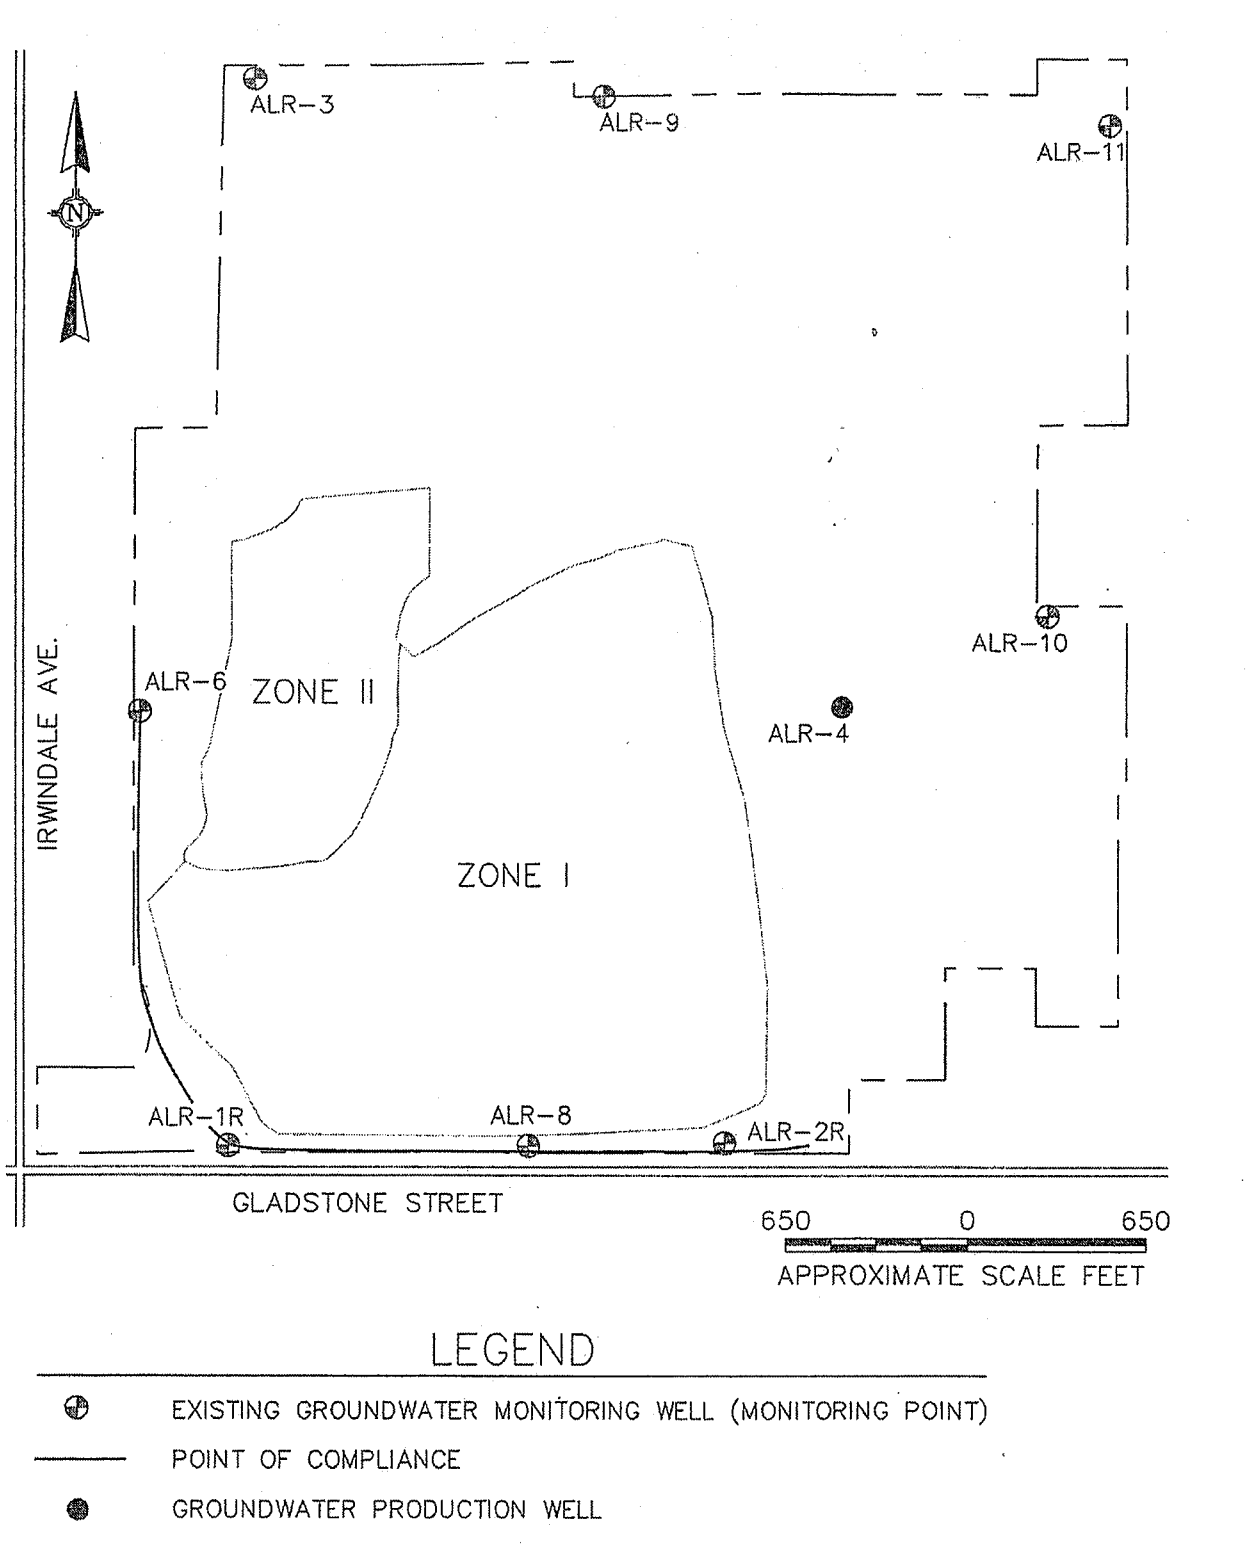 ALR-3
ALR-9
ALR-11
N
ALR-10
ALR-6
ZONE II
ALR-4
IRWINDALE AVE.
ZONE I
ALR-1R
ALR-8
ALR-2R
GLADSTONE STREET
650 0 650
APPROXIMATE SCALE FEET
LEGEND
EXISTING GROUNDWATER MONITORING WELL (MONITORING POINT)
POINT OF COMPLIANCE
GROUNDWATER PRODUCTION WELL